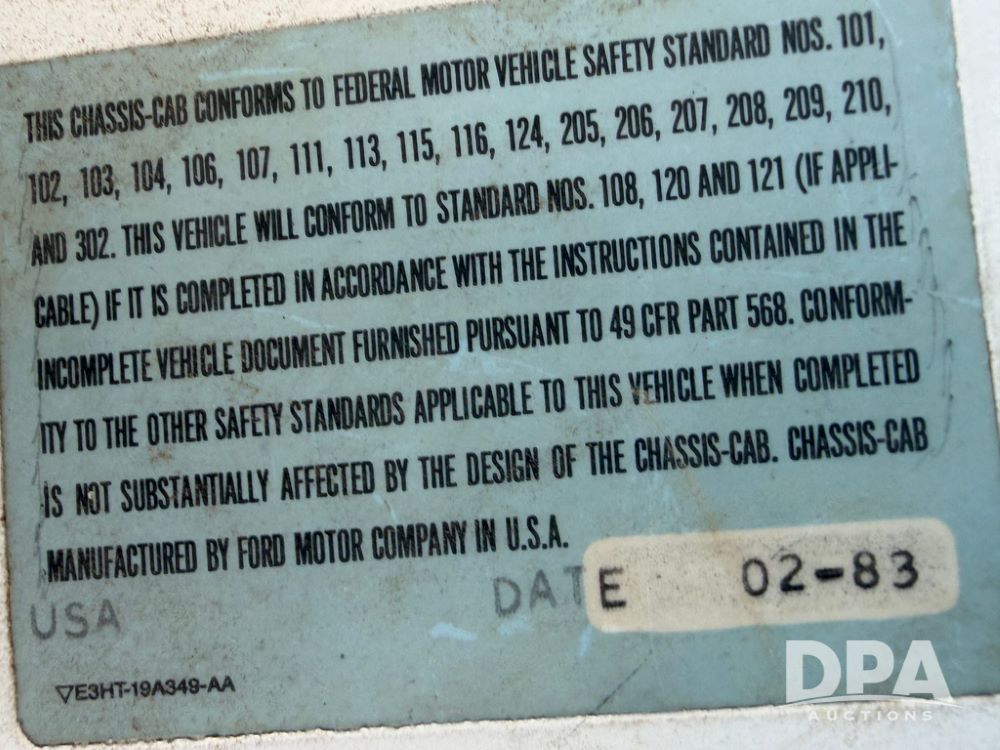 THIS CHASSIS-CAB CONFORMS TO FEDERAL MOTOR VEHICLE SAFETY STANDARD NOS. 101,
102, 103, 104, 106, 107, 111, 113, 115, 116, 124, 205, 206, 207, 208, 209, 210,
AND 302. THIS VEHICLE WILL CONFORM TO STANDARD NOS. 108, 120 AND 121 (IF APPLI-
CABLE) IF IT IS COMPLETED IN ACCORDANCE WITH THE INSTRUCTIONS CONTAINED IN THE
INCOMPLETE VEHICLE DOCUMENT FURNISHED PURSUANT TO 49 CFR PART 568. CONFORM-
ITY TO THE OTHER SAFETY STANDARDS APPLICABLE TO THIS VEHICLE WHEN COMPLETED
IS NOT SUBSTANTIALLY AFFECTED BY THE DESIGN OF THE CHASSIS-CAB. CHASSIS-CAB
MANUFACTURED BY FORD MOTOR COMPANY IN U.S.A.
USA DATE 02-83
▽E3HT-19A349-AA
DPA
AUCTIONS